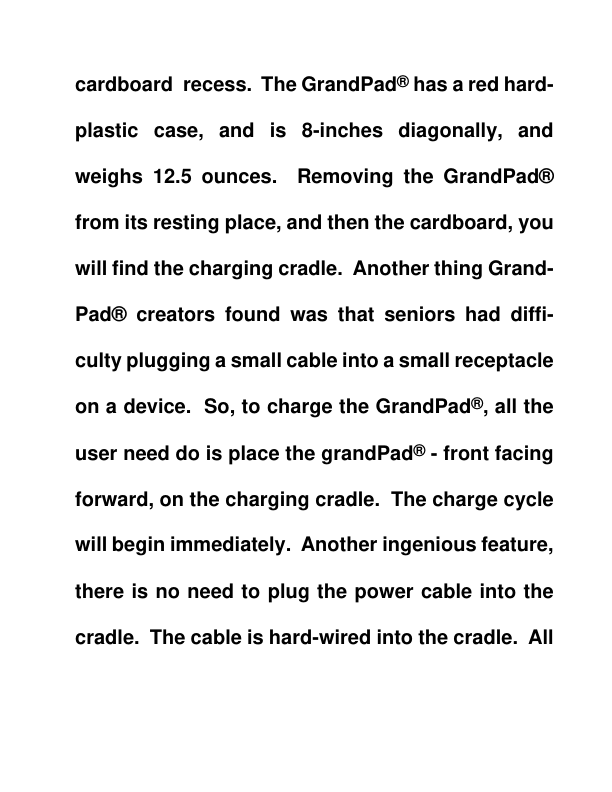 cardboard  recess.  The GrandPad® has a red hard-
plastic case, and is 8-inches diagonally, and
weighs 12.5 ounces.  Removing the GrandPad®
from its resting place, and then the cardboard, you
will find the charging cradle.  Another thing Grand-
Pad® creators found was that seniors had diffi-
culty plugging a small cable into a small receptacle
on a device.  So, to charge the GrandPad®, all the
user need do is place the grandPad® - front facing
forward, on the charging cradle.  The charge cycle
will begin immediately.  Another ingenious feature,
there is no need to plug the power cable into the
cradle.  The cable is hard-wired into the cradle.  All